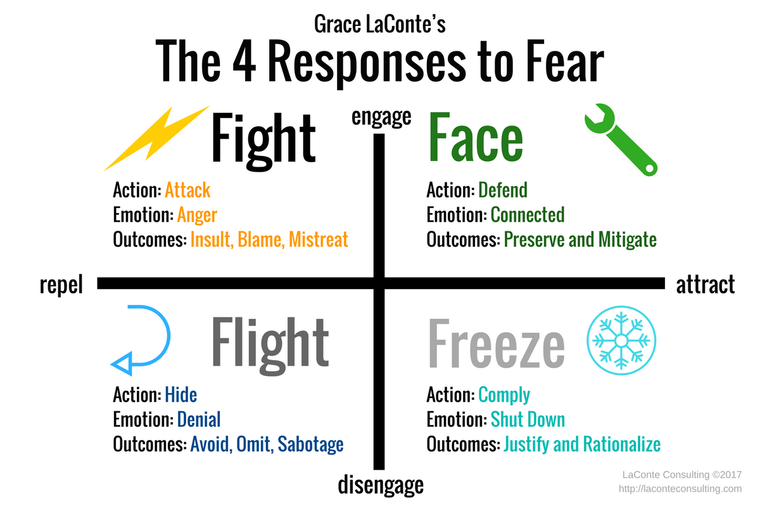 Grace LaConte's
The 4 Responses to Fear
engage
Fight
Action: Attack
Emotion: Anger
Outcomes: Insult, Blame, Mistreat
Face
Action: Defend
Emotion: Connected
Outcomes: Preserve and Mitigate
repel
attract
Flight
Action: Hide
Emotion: Denial
Outcomes: Avoid, Omit, Sabotage
Freeze
Action: Comply
Emotion: Shut Down
Outcomes: Justify and Rationalize
disengage
LaConte Consulting ©2017
http://laconteconsulting.com